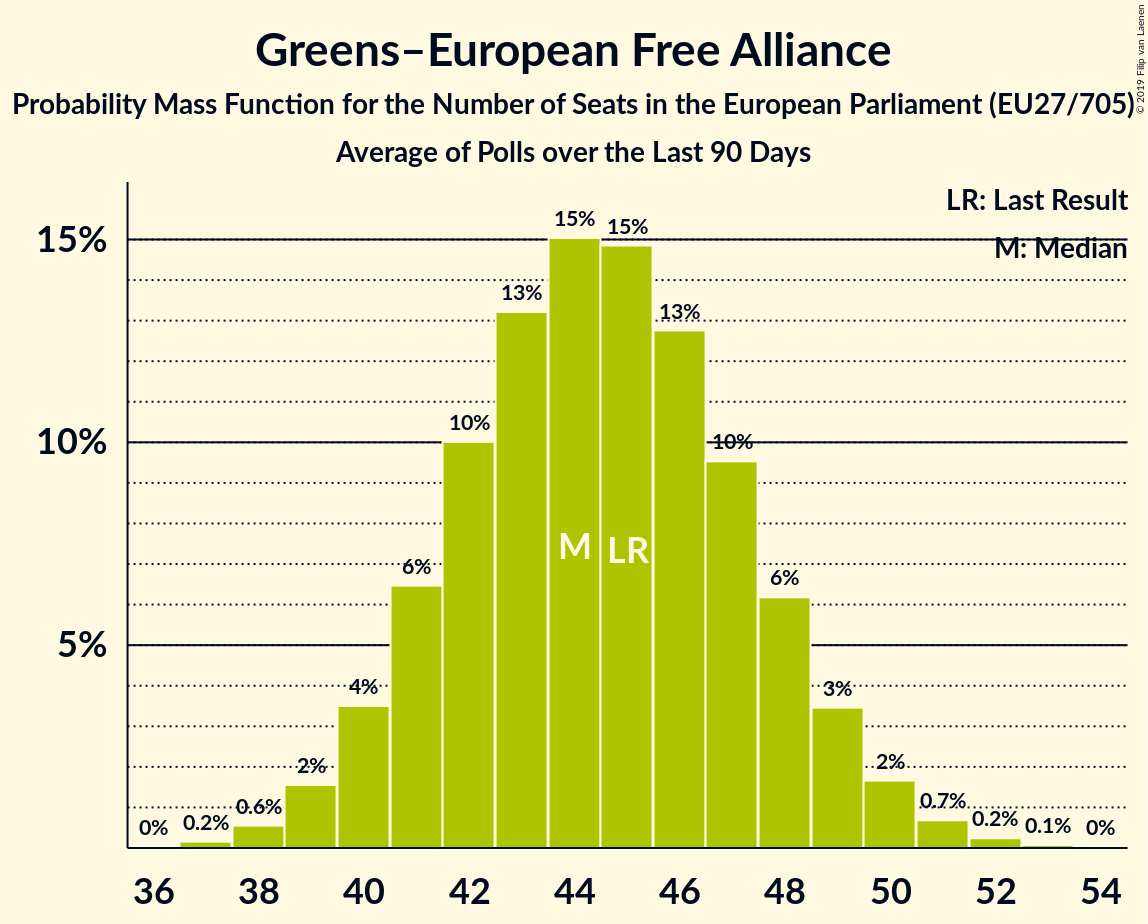 Greens–European Free Alliance
Probability Mass Function for the Number of Seats in the European Parliament (EU27/705)
Average of Polls over the Last 90 Days
© 2019 Filip van Laenen
LR: Last Result
M: Median
15%
10%
5%
0%
0.2%
0.6%
2%
4%
6%
10%
13%
15%
15%
13%
10%
6%
3%
2%
0.7%
0.2%
0.1%
0%
M
LR
36 38 40 42 44 46 48 50 52 54